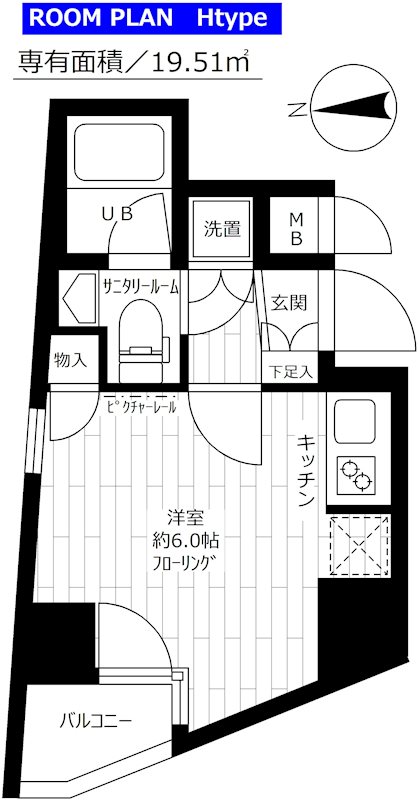 ROOM PLAN Htype
専有面積／19.51㎡
N
UB
洗置
MB
サニタリールーム
玄関
物入
下足入
ピクチャーレール
キッチン
洋室
約6.0帖
フローリング
バルコニー